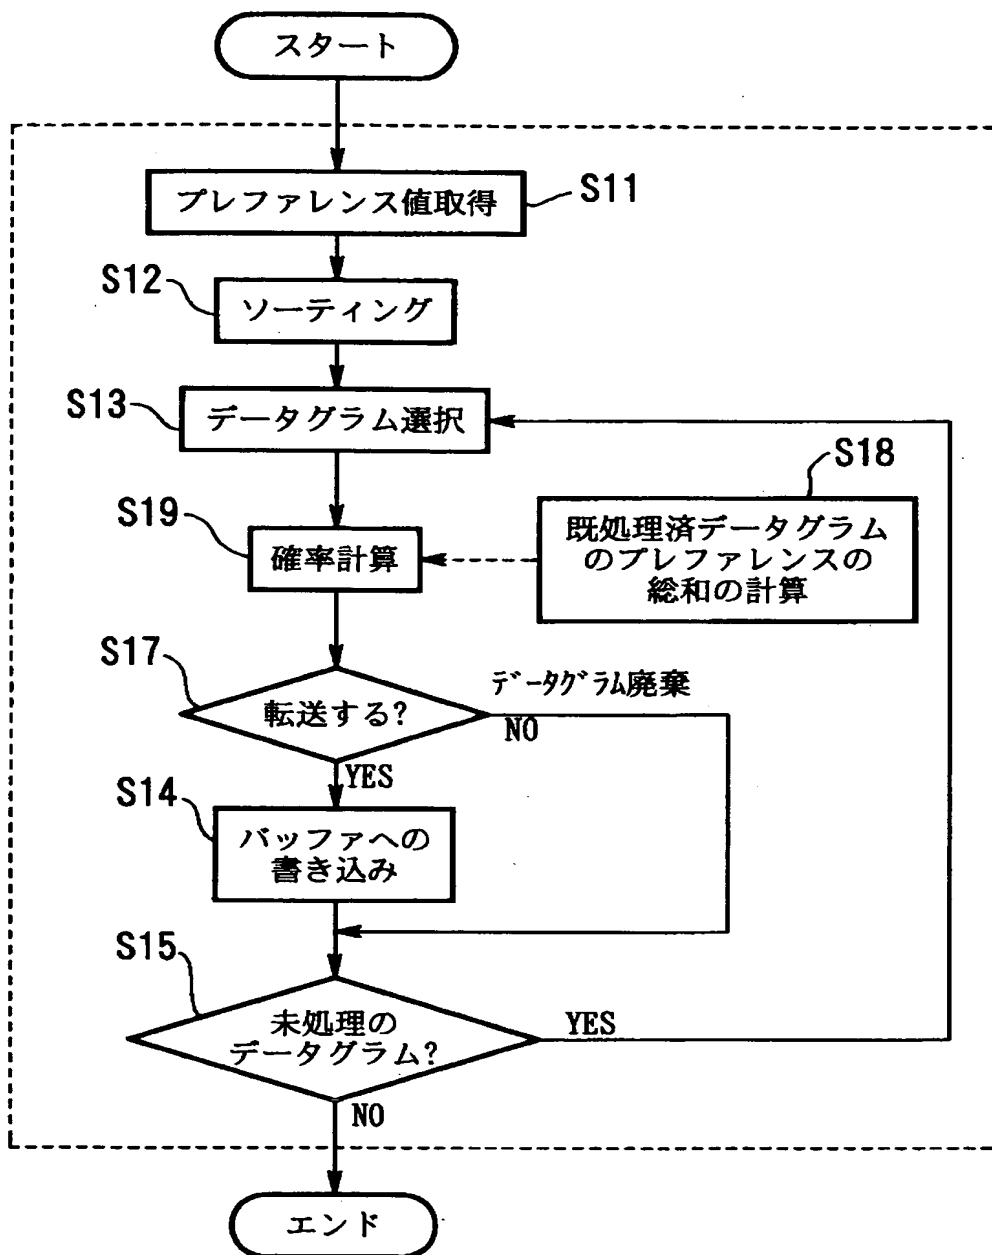 スタート
プレファレンス値取得
S11
S12
ソーティング
S13
データグラム選択
S18
S19
確率計算
既処理済データグラム
のプレファレンスの
総和の計算
S17
転送する?
データグラム廃棄
NO
YES
S14
バッファへの
書き込み
S15
未処理の
データグラム?
YES
NO
エンド